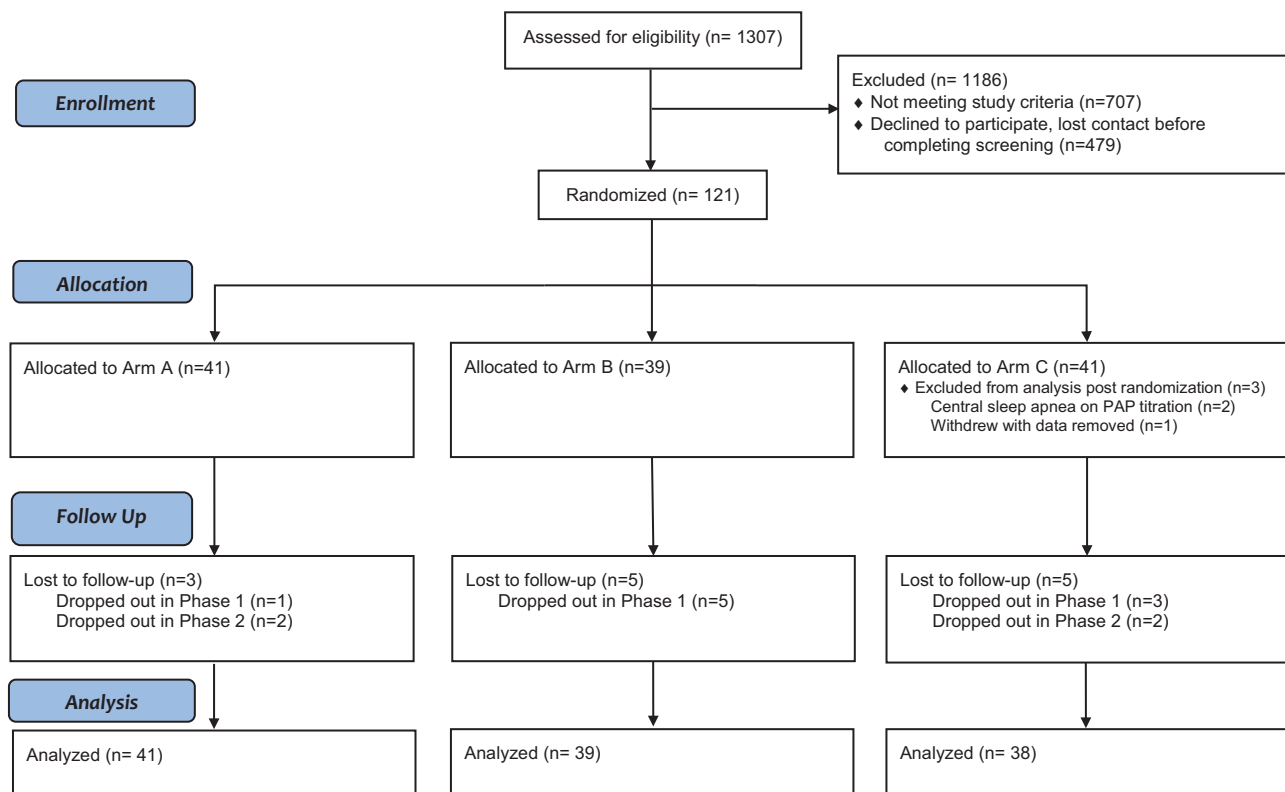 Assessed for eligibility (n= 1307)
Enrollment
Excluded (n= 1186)
♦ Not meeting study criteria (n=707)
♦ Declined to participate, lost contact before
completing screening (n=479)
Randomized (n= 121)
Allocation
Allocated to Arm A (n=41)
Allocated to Arm B (n=39)
Allocated to Arm C (n=41)
♦ Excluded from analysis post randomization (n=3)
Central sleep apnea on PAP titration (n=2)
Withdrew with data removed (n=1)
Follow Up
Lost to follow-up (n=3)
Dropped out in Phase 1 (n=1)
Dropped out in Phase 2 (n=2)
Lost to follow-up (n=5)
Dropped out in Phase 1 (n=5)
Lost to follow-up (n=5)
Dropped out in Phase 1 (n=3)
Dropped out in Phase 2 (n=2)
Analysis
Analyzed (n= 41)
Analyzed (n= 39)
Analyzed (n= 38)